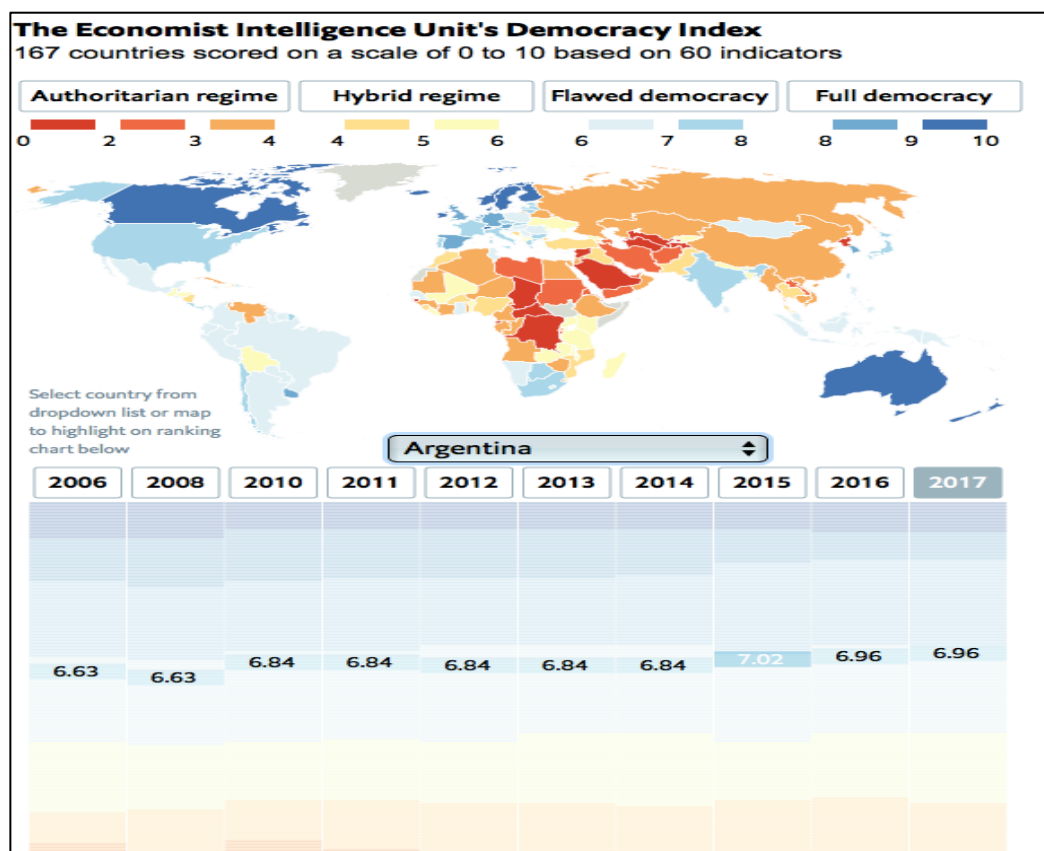 The Economist Intelligence Unit's Democracy Index
167 countries scored on a scale of 0 to 10 based on 60 indicators
Authoritarian regime Hybrid regime Flawed democracy Full democracy
0 2 3 4 4 5 6 6 7 8 8 9 10
Select country from
dropdown list or map
to highlight on ranking
chart below
Argentina
2006 2008 2010 2011 2012 2013 2014 2015 2016 2017
6.63 6.63 6.84 6.84 6.84 6.84 6.84 7.02 6.96 6.96